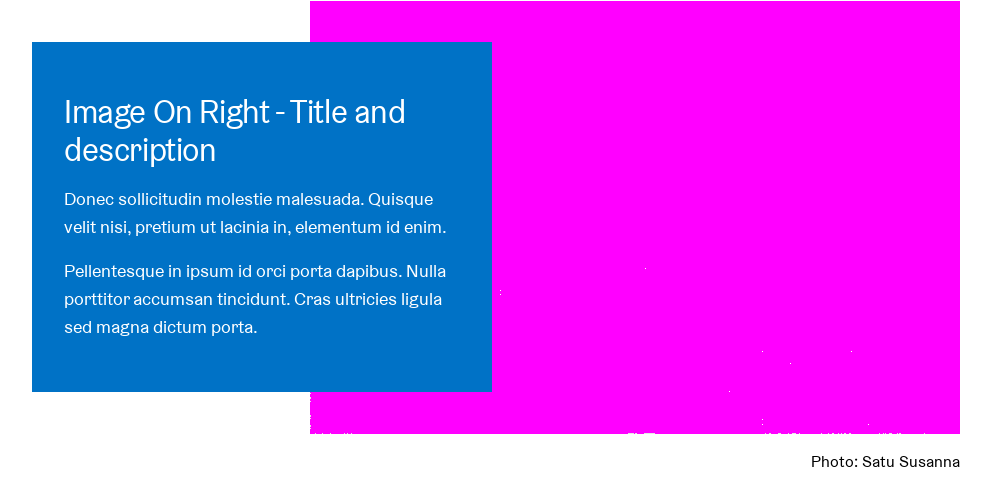 Image On Right - Title and
description
Donec sollicitudin molestie malesuada. Quisque
velit nisi, pretium ut lacinia in, elementum id enim.
Pellentesque in ipsum id orci porta dapibus. Nulla
porttitor accumsan tincidunt. Cras ultricies ligula
sed magna dictum porta.
Photo: Satu Susanna